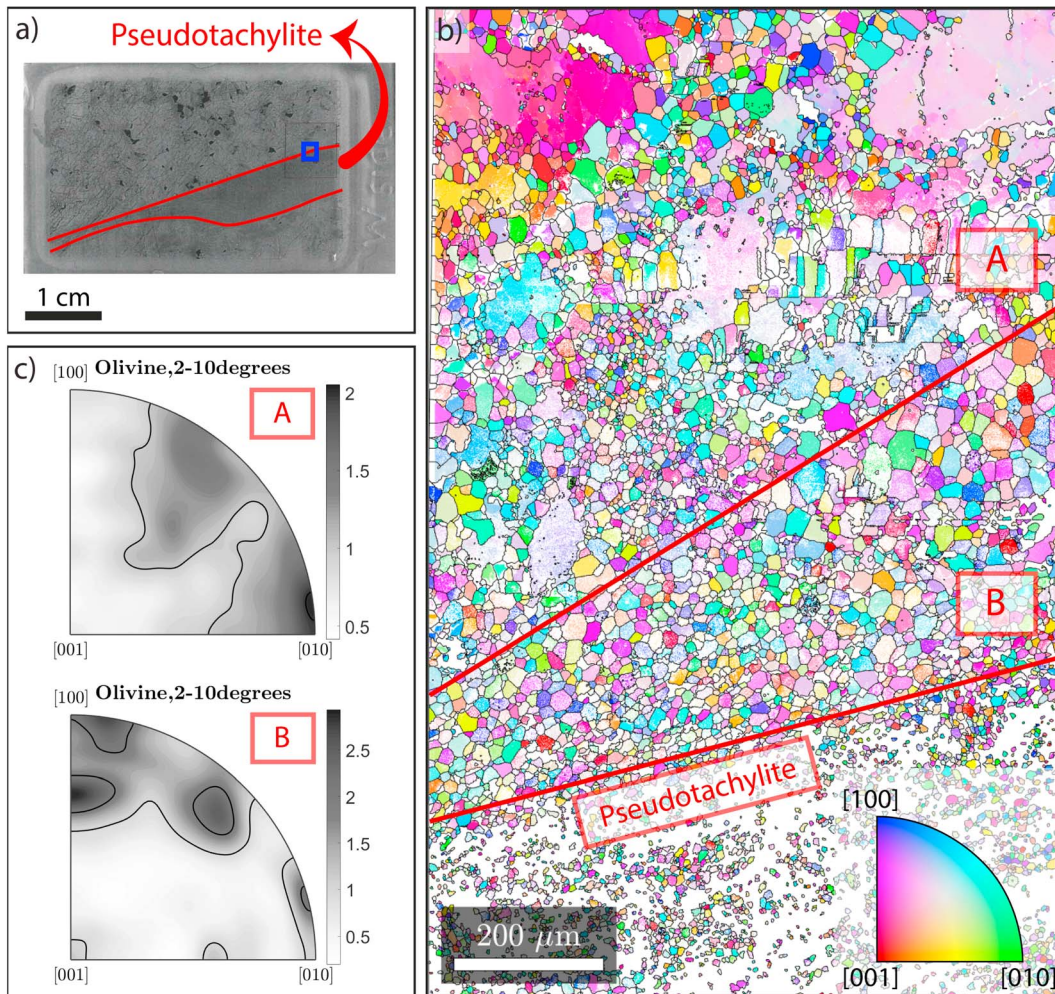 a)
Pseudotachylite
1 cm
b)
A
B
Pseudotachylite
200 μm
[100]
[001]
[010]
c)
[100] Olivine,2-10degrees
A
2
1.5
1
0.5
[001]
[010]
[100] Olivine,2-10degrees
B
2.5
2
1.5
1
0.5
[001]
[010]